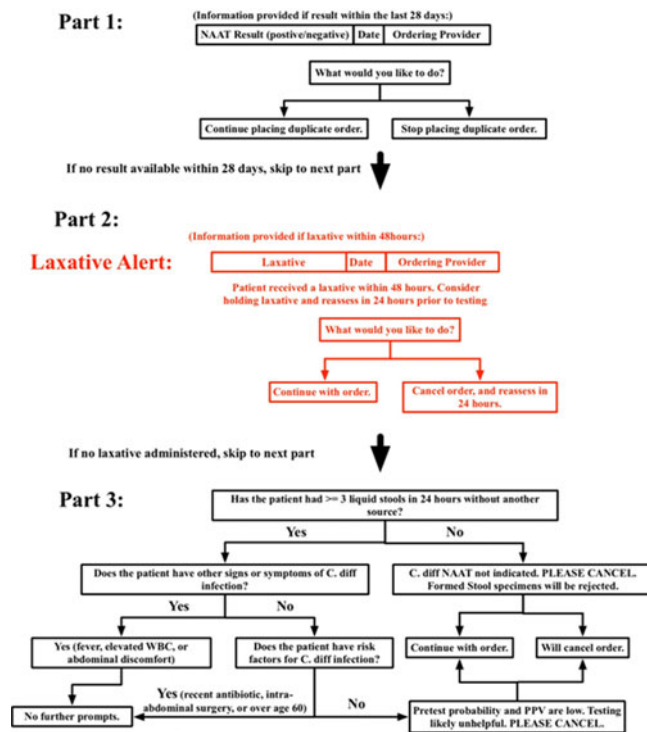 Part 1:
(Information provided if result within the last 28 days:)
NAAT Result (postive/negative) Date Ordering Provider
What would you like to do?
Continue placing duplicate order. Stop placing duplicate order.
If no result available within 28 days, skip to next part
Part 2:
(Information provided if laxative within 48hours:)
Laxative Alert:
Laxative Date Ordering Provider
Patient received a laxative within 48 hours. Consider
holding laxative and reassess in 24 hours prior to testing
What would you like to do?
Continue with order.
Cancel order, and reassess in
24 hours.
If no laxative administered, skip to next part
Part 3:
Has the patient had >= 3 liquid stools in 24 hours without another
source?
Yes No
Does the patient have other signs or symptoms of C. diff
infection?
C. diff NAAT not indicated. PLEASE CANCEL.
Formed Stool specimens will be rejected.
Yes No
Yes (fever, elevated WBC, or
abdominal discomfort)
Does the patient have risk
factors for C. diff infection?
Continue with order. Will cancel order.
Yes (recent antibiotic, intra-
abdominal surgery, or over age 60)
No
No further prompts.
Pretest probability and PPV are low. Testing
likely unhelpful. PLEASE CANCEL.